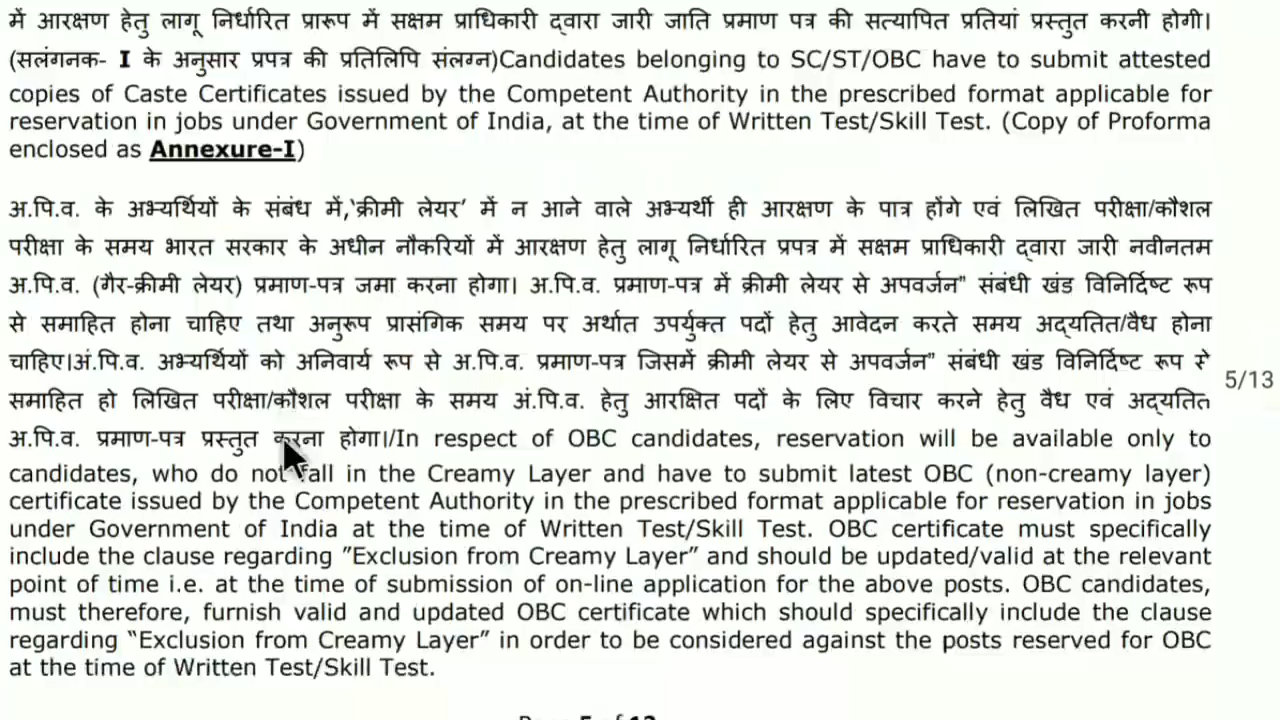 में आरक्षण हेतु लागू निर्धारित प्रारूप में सक्षम प्राधिकारी द्वारा जारी जाति प्रमाण पत्र की सत्यापित प्रतियां प्रस्तुत करनी होगी।
(सलंगनक- I के अनुसार प्रपत्र की प्रतिलिपि संलग्न)Candidates belonging to SC/ST/OBC have to submit attested
copies of Caste Certificates issued by the Competent Authority in the prescribed format applicable for
reservation in jobs under Government of India, at the time of Written Test/Skill Test. (Copy of Proforma
enclosed as Annexure-I)
अ.पि.व. के अभ्यर्थियों के संबंध में,'क्रीमी लेयर' में न आने वाले अभ्यर्थी ही आरक्षण के पात्र होंगे एवं लिखित परीक्षा/कौशल
परीक्षा के समय भारत सरकार के अधीन नौकरियों में आरक्षण हेतु लागू निर्धारित प्रपत्र में सक्षम प्राधिकारी द्वारा जारी नवीनतम
अ.पि.व. (गैर-क्रीमी लेयर) प्रमाण-पत्र जमा करना होगा। अ.पि.व. प्रमाण-पत्र में क्रीमी लेयर से अपवर्जन" संबंधी खंड विनिर्दिष्ट रूप
से समाहित होना चाहिए तथा अनुरूप प्रासंगिक समय पर अर्थात उपर्युक्त पदों हेतु आवेदन करते समय अद्यतित/वैध होना
चाहिए।अं.पि.व. अभ्यर्थियों को अनिवार्य रूप से अ.पि.व. प्रमाण-पत्र जिसमें क्रीमी लेयर से अपवर्जन" संबंधी खंड विनिर्दिष्ट रूप से
समाहित हो लिखित परीक्षा/कौशल परीक्षा के समय अं.पि.व. हेतु आरक्षित पदों के लिए विचार करने हेतु वैध एवं अद्यतित
अ.पि.व. प्रमाण-पत्र प्रस्तुत करना होगा।/In respect of OBC candidates, reservation will be available only to
candidates, who do not fall in the Creamy Layer and have to submit latest OBC (non-creamy layer)
certificate issued by the Competent Authority in the prescribed format applicable for reservation in jobs
under Government of India at the time of Written Test/Skill Test. OBC certificate must specifically
include the clause regarding "Exclusion from Creamy Layer" and should be updated/valid at the relevant
point of time i.e. at the time of submission of on-line application for the above posts. OBC candidates,
must therefore, furnish valid and updated OBC certificate which should specifically include the clause
regarding "Exclusion from Creamy Layer" in order to be considered against the posts reserved for OBC
at the time of Written Test/Skill Test.
5/13
Page 5 of 13